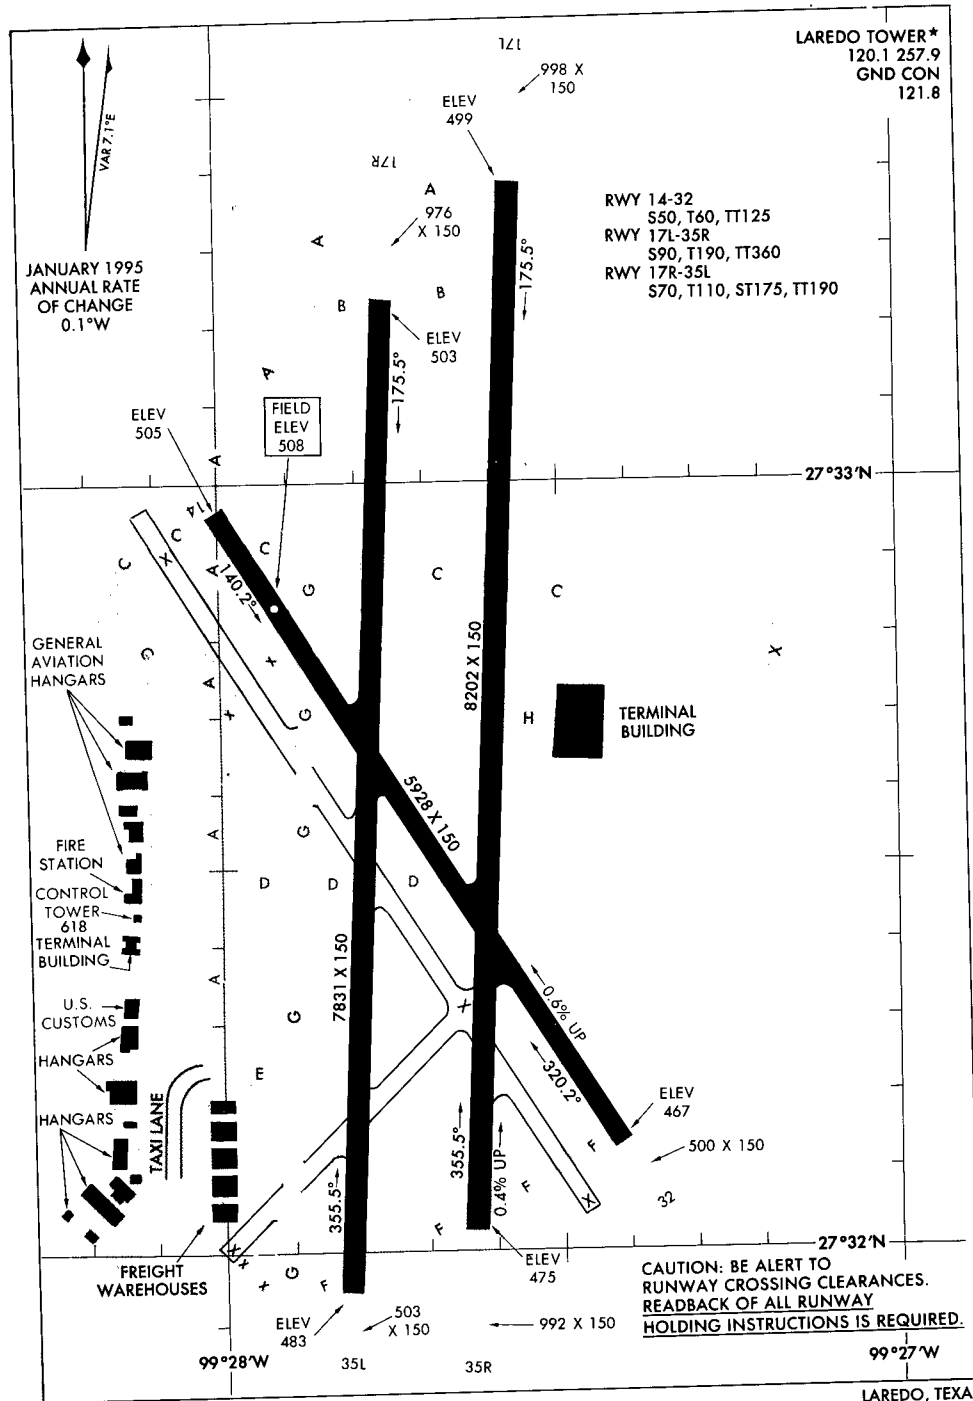 LAREDO TOWER*
120.1 257.9
GND CON
121.8
17L
998 X
150
ELEV
499
VAR 7.1°E
17R
A
976
X 150
RWY 14-32
S50, T60, TT125
RWY 17L-35R
S90, T190, TT360
RWY 17R-35L
S70, T110, ST175, TT190
A
175.5°
JANUARY 1995
ANNUAL RATE
OF CHANGE
0.1°W
B
B
ELEV
503
175.5°
A
ELEV
505
FIELD
ELEV
508
A
27°33'N
14
C
C
C
X
A
140.2°
G
C
C
GENERAL
AVIATION
HANGARS
G
X
X
A
8202 X 150
X
G
H
TERMINAL
BUILDING
5928 X 150
A
G
FIRE
STATION
D
D
D
CONTROL
TOWER
618
TERMINAL
BUILDING
7831 X 150
A
0.6% UP
U.S.
CUSTOMS
G
X
HANGARS
E
320.2°
ELEV
467
HANGARS
TAXI LANE
355.5°
0.4% UP
F
500 X 150
355.5°
F
X
32
F
X
X
X
G
F
27°32'N
FREIGHT
WAREHOUSES
ELEV
475
CAUTION: BE ALERT TO
RUNWAY CROSSING CLEARANCES.
READBACK OF ALL RUNWAY
HOLDING INSTRUCTIONS IS REQUIRED.
ELEV
483
503
X 150
992 X 150
99°28'W
35L
35R
99°27'W
LAREDO, TEXA